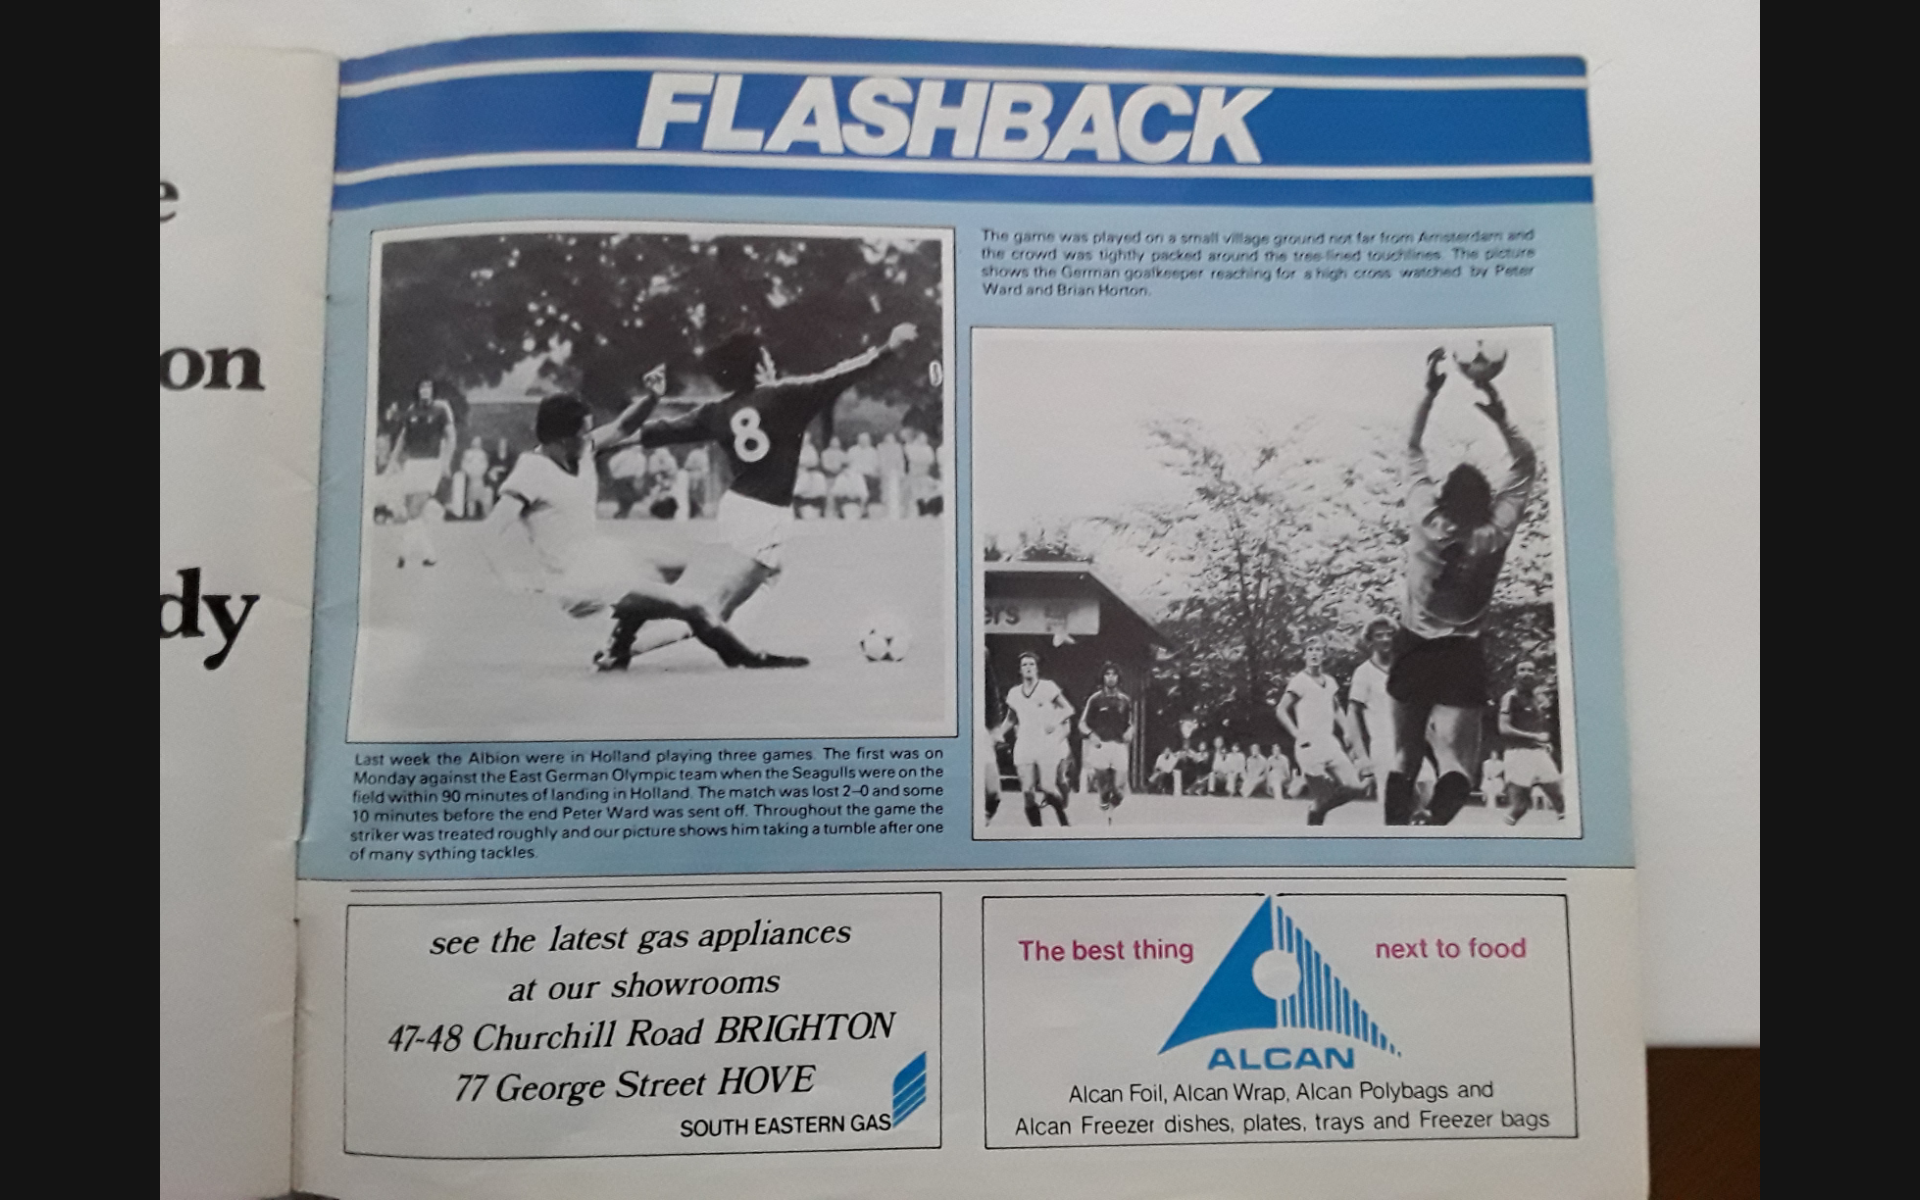 e
on
dy
FLASHBACK
8
Last week the Albion were in Holland playing three games. The first was on
Monday against the East German Olympic team when the Seagulls were on the
field within 90 minutes of landing in Holland. The match was lost 2–0 and some
10 minutes before the end Peter Ward was sent off. Throughout the game the
striker was treated roughly and our picture shows him taking a tumble after one
of many sything tackles.
The game was played on a small village ground not far from Amsterdam and
the crowd was tightly packed around the tree-lined touchlines. The picture
shows the German goalkeeper reaching for a high cross watched by Peter
Ward and Brian Horton.
ers
see the latest gas appliances
at our showrooms
47-48 Churchill Road BRIGHTON
77 George Street HOVE
SOUTH EASTERN GAS
The best thing next to food
ALCAN
Alcan Foil, Alcan Wrap, Alcan Polybags and
Alcan Freezer dishes, plates, trays and Freezer bags